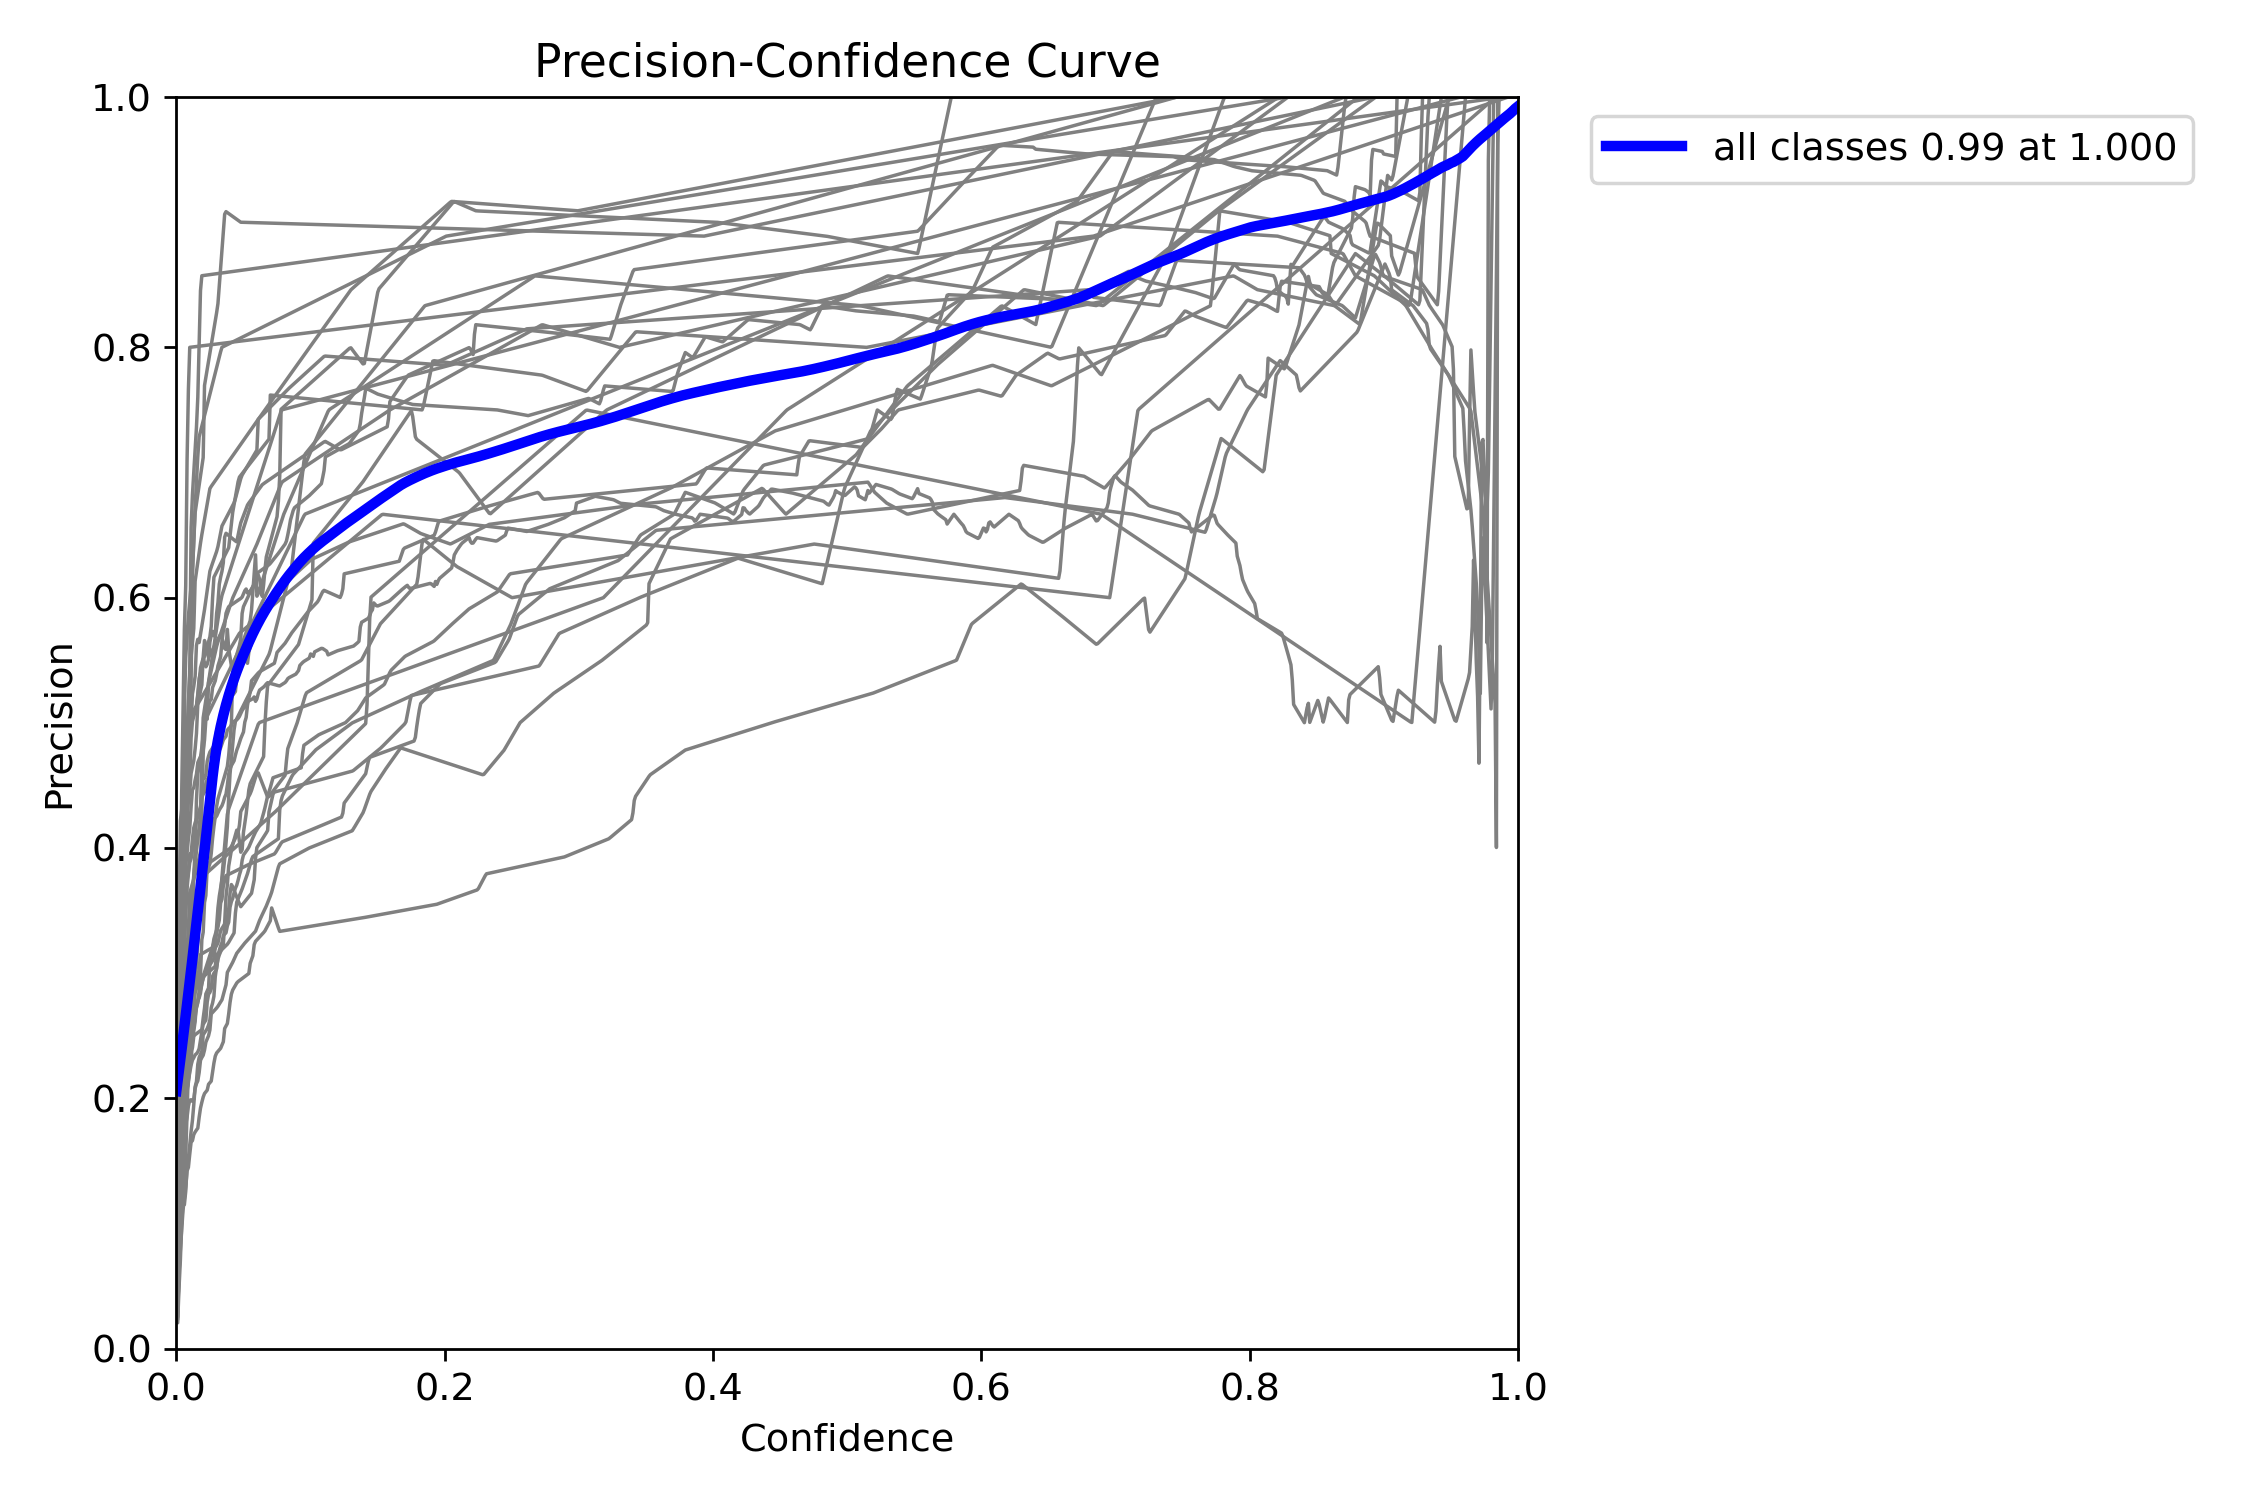 Precision-Confidence Curve
all classes 0.99 at 1.000
1.0
0.8
0.6
0.4
0.2
0.0
Precision
0.0 0.2 0.4 0.6 0.8 1.0
Confidence